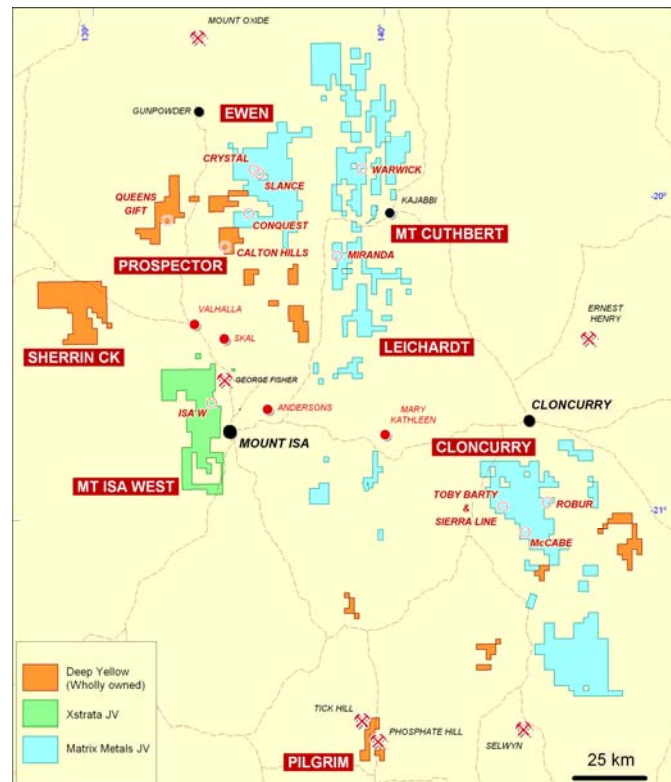 139°
140°
MOUNT OXIDE
GUNPOWDER
EWEN
CRYSTAL
SLANCE
WARWICK
QUEENS
GIFT
KAJABBI
-20°
CONQUEST
MT CUTHBERT
CALTON HILLS
MIRANDA
PROSPECTOR
VALHALLA
ERNEST
HENRY
SKAL
SHERRIN CK
LEICHARDT
GEORGE FISHER
ISA W
ANDERSONS
MARY
KATHLEEN
CLONCURRY
MOUNT ISA
CLONCURRY
MT ISA WEST
TOBY BARTY
&
SIERRA LINE
ROBUR
McCABE
-21°
Deep Yellow
(Wholly owned)
Xstrata JV
Matrix Metals JV
TICK HILL
PHOSPHATE HILL
SELWYN
PILGRIM
25 km